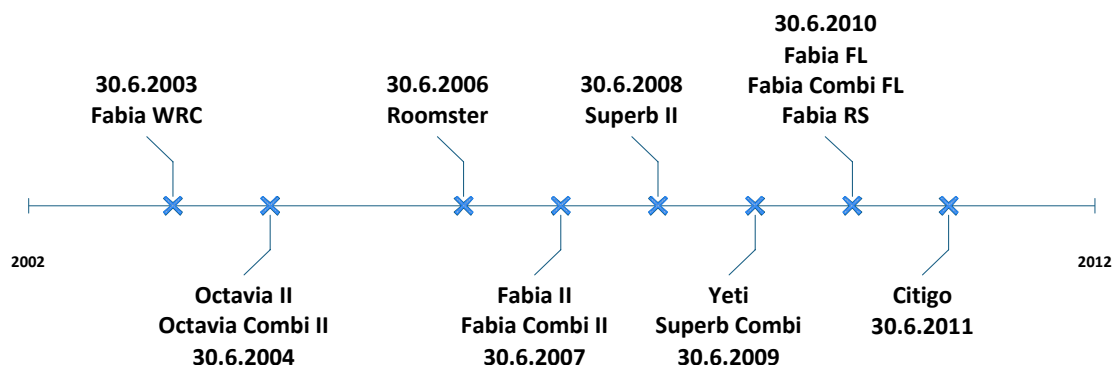 30.6.2003
Fabia WRC
30.6.2006
Roomster
30.6.2008
Superb II
30.6.2010
Fabia FL
Fabia Combi FL
Fabia RS
2002
2012
Octavia II
Octavia Combi II
30.6.2004
Fabia II
Fabia Combi II
30.6.2007
Yeti
Superb Combi
30.6.2009
Citigo
30.6.2011